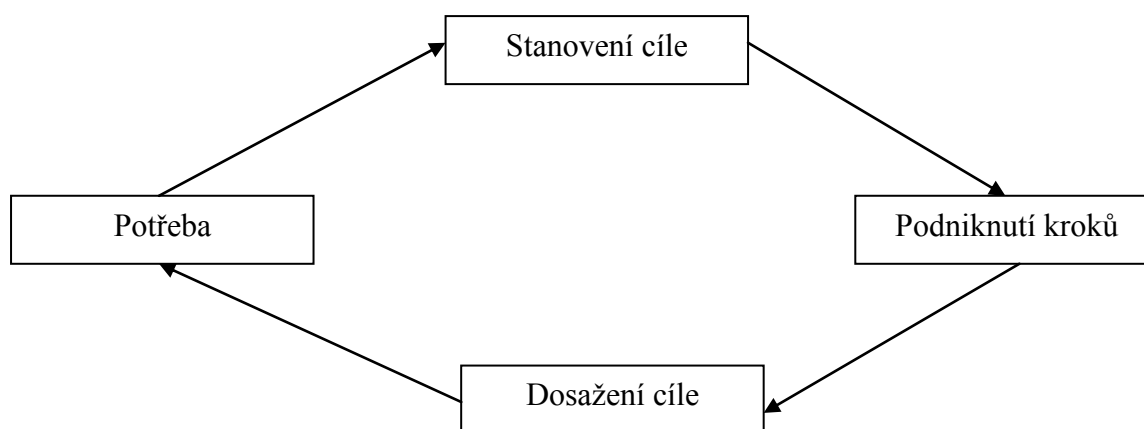 Stanovení cíle
Potřeba
Podniknutí kroků
Dosažení cíle